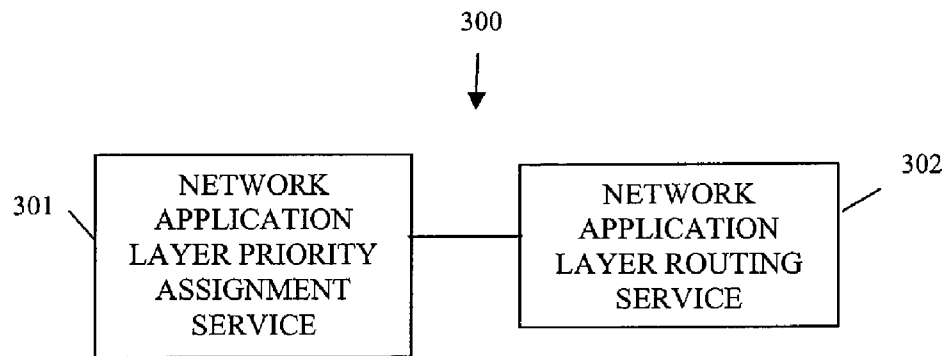 300
301
NETWORK
APPLICATION
LAYER PRIORITY
ASSIGNMENT
SERVICE
302
NETWORK
APPLICATION
LAYER ROUTING
SERVICE